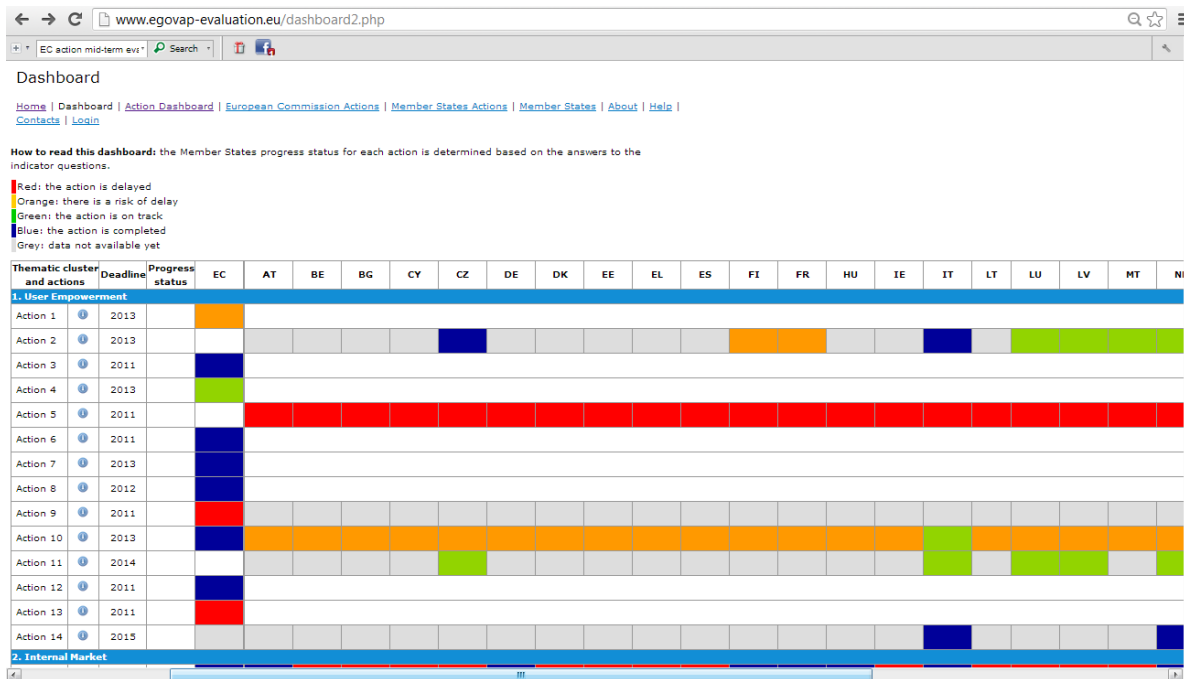 www.egovap-evaluation.eu/dashboard2.php
EC action mid-term eva Search
Dashboard
Home | Dashboard | Action Dashboard | European Commission Actions | Member States Actions | Member States | About | Help |
Contacts | Login
How to read this dashboard: the Member States progress status for each action is determined based on the answers to the
indicator questions.
Red: the action is delayed
Orange: there is a risk of delay
Green: the action is on track
Blue: the action is completed
Grey: data not available yet
Thematic cluster and actions Deadline Progress status EC AT BE BG CY CZ DE DK EE EL ES FI FR HU IE IT LT LU LV MT
1. User Empowerment
Action 1 2013
Action 2 2013
Action 3 2011
Action 4 2013
Action 5 2011
Action 6 2011
Action 7 2013
Action 8 2012
Action 9 2011
Action 10 2013
Action 11 2014
Action 12 2011
Action 13 2011
Action 14 2015
2. Internal Market